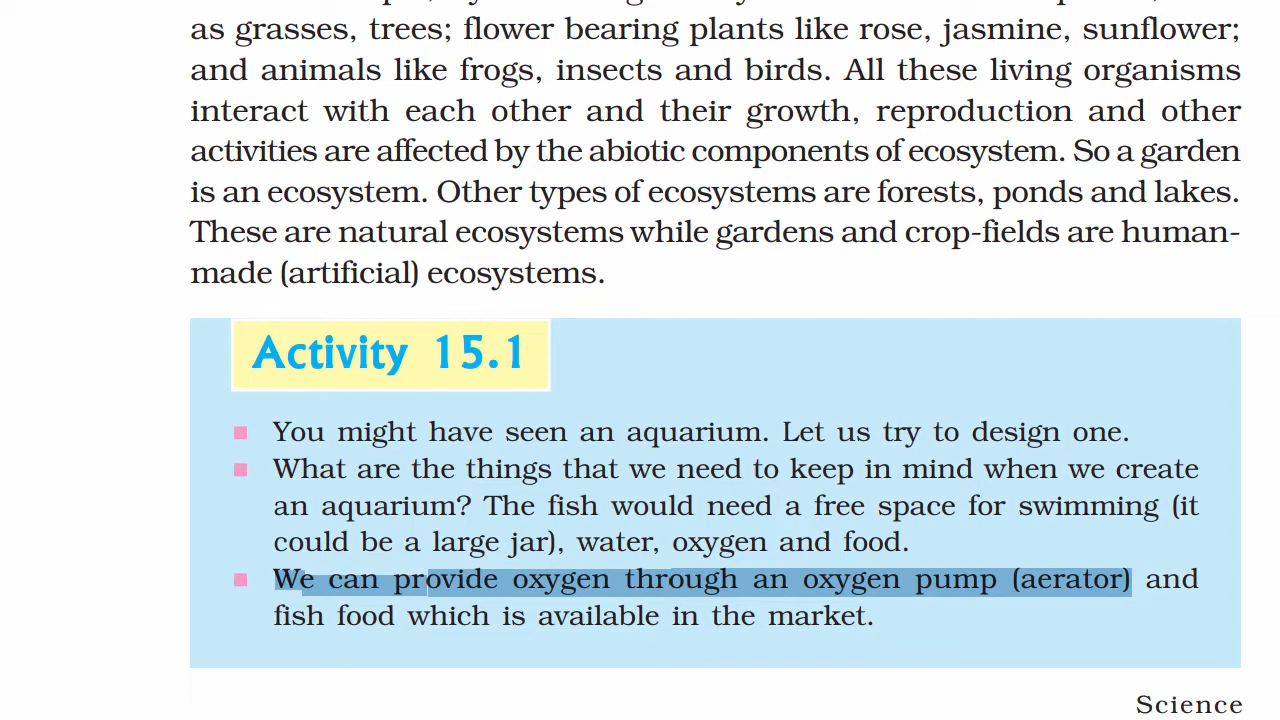 as grasses, trees; flower bearing plants like rose, jasmine, sunflower;
and animals like frogs, insects and birds. All these living organisms
interact with each other and their growth, reproduction and other
activities are affected by the abiotic components of ecosystem. So a garden
is an ecosystem. Other types of ecosystems are forests, ponds and lakes.
These are natural ecosystems while gardens and crop-fields are human-
made (artificial) ecosystems.
Activity 15.1
You might have seen an aquarium. Let us try to design one.
What are the things that we need to keep in mind when we create
an aquarium? The fish would need a free space for swimming (it
could be a large jar), water, oxygen and food.
We can provide oxygen through an oxygen pump (aerator) and
fish food which is available in the market.
Science